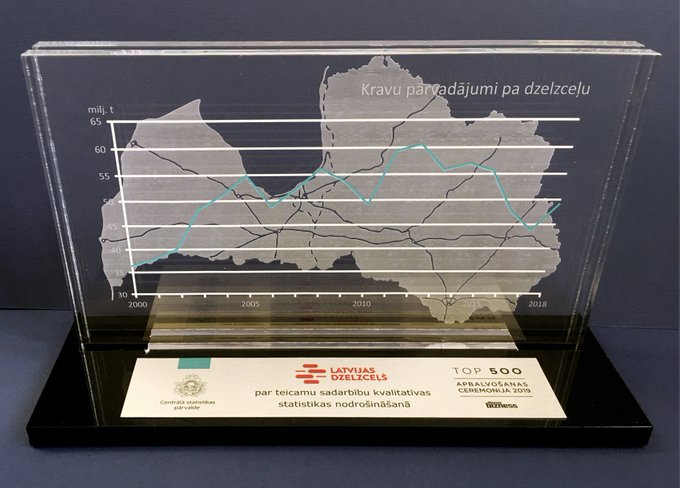 Kravu pārvadājumi pa dzelzceļu
milj. t
65
60
55
50
45
40
35
30
2000
2005
2010
2015
2018
Centrālā statistikas
pārvalde
LATVIJAS
DZELZCEĻŠ
par teicamu sadarbību kvalitatīvas
statistikas nodrošināšanā
TOP 500
APBALVOŠANAS
CEREMONIJA 2019
bizness